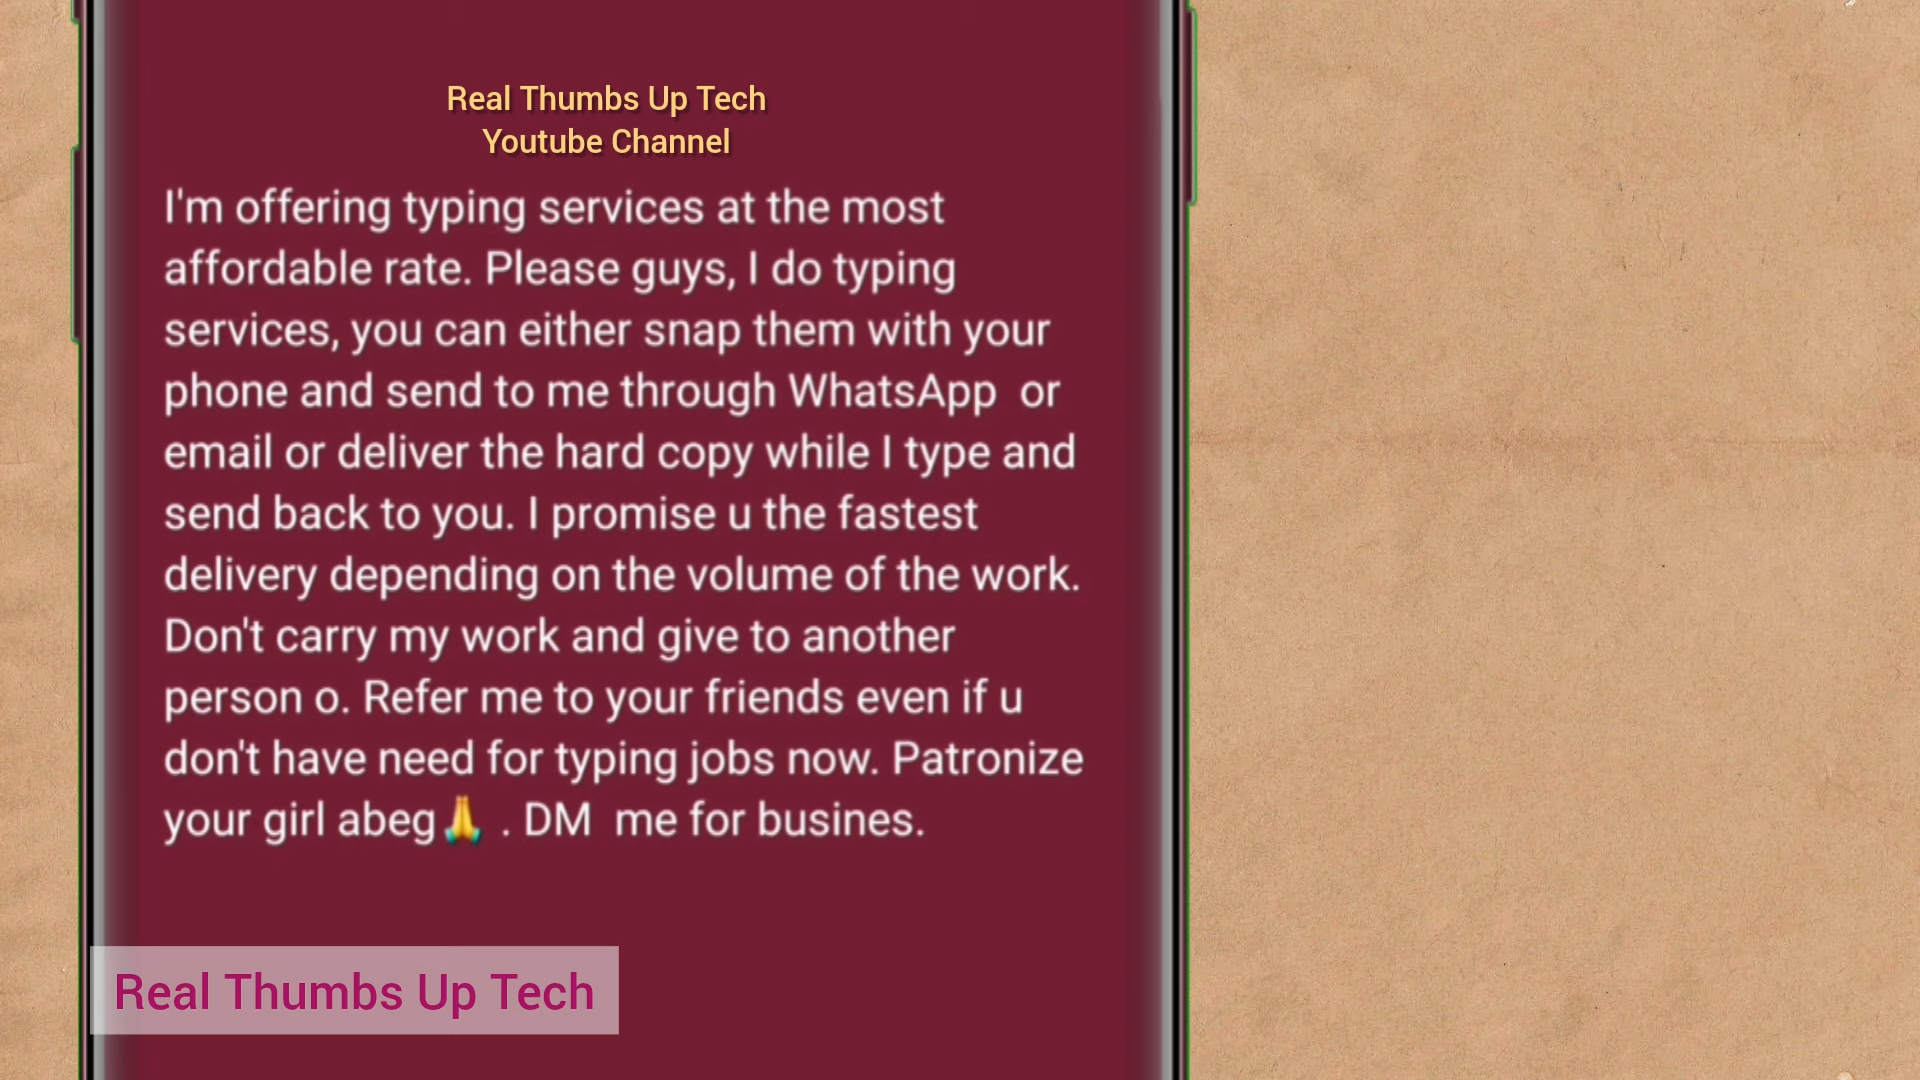 Real Thumbs Up Tech
Youtube Channel
I'm offering typing services at the most
affordable rate. Please guys, I do typing
services, you can either snap them with your
phone and send to me through WhatsApp  or
email or deliver the hard copy while I type and
send back to you. I promise u the fastest
delivery depending on the volume of the work.
Don't carry my work and give to another
person o. Refer me to your friends even if u
don't have need for typing jobs now. Patronize
your girl abeg🙏 . DM  me for busines.
Real Thumbs Up Tech